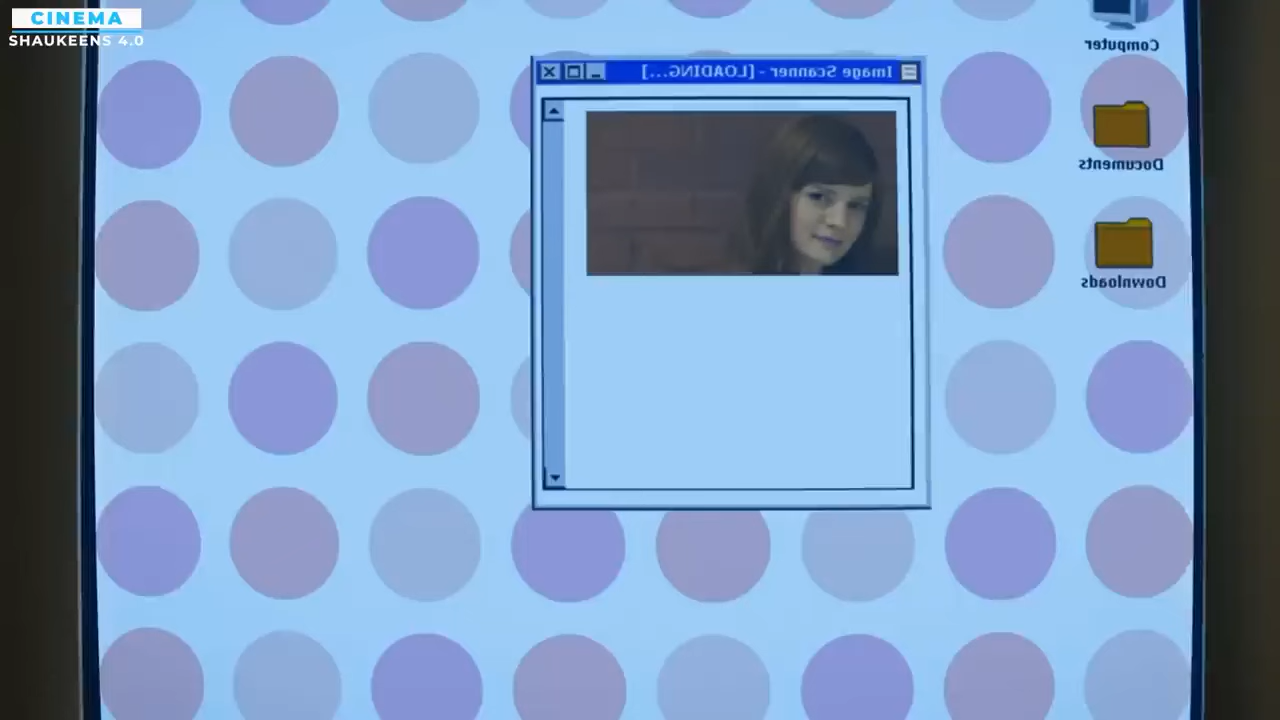 CINEMA
SHAUKEENS 4.0
Computer
Image Scanner - [LOADING...]
Documents
Downloads